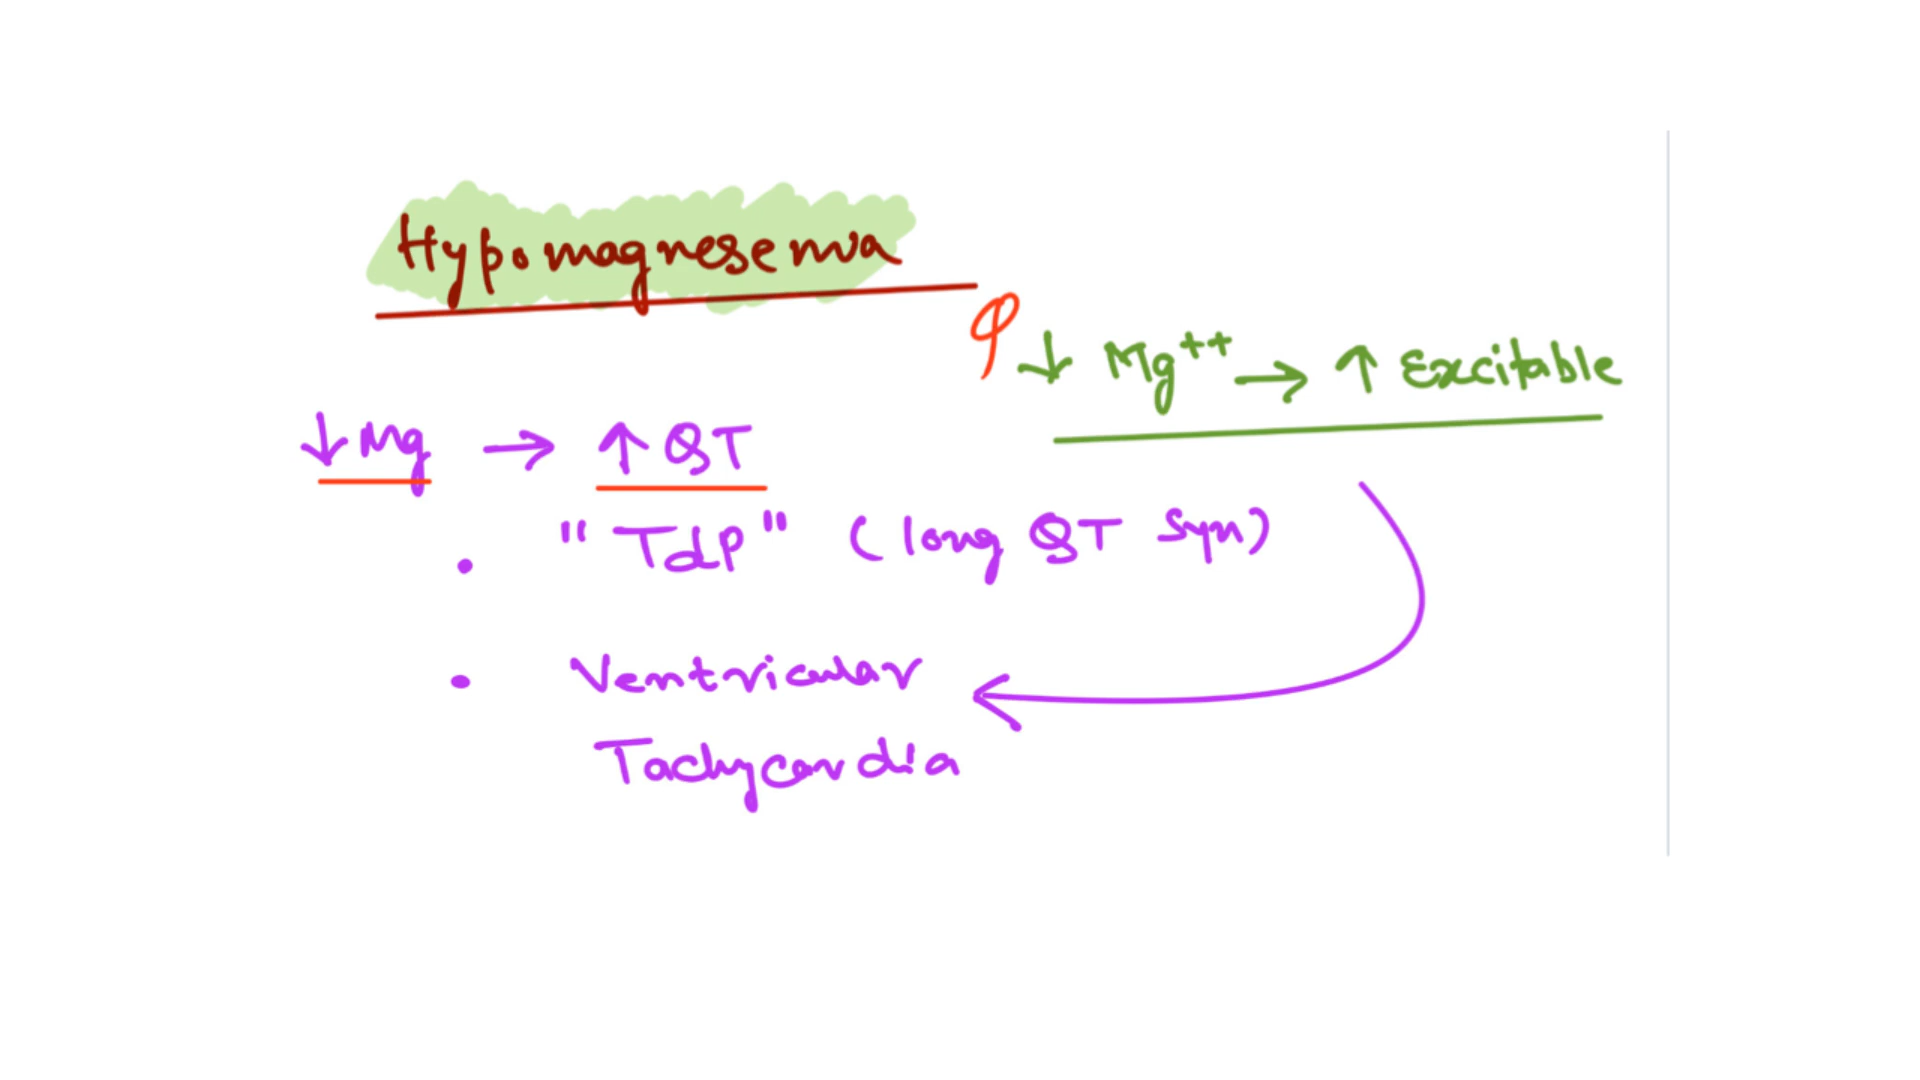 Hypomagnesemia
↓ Mg++ → ↑ Excitable
↓ Mg → ↑ QT
• "TdP" (long QT Syn)
• Ventricular
Tachycardia